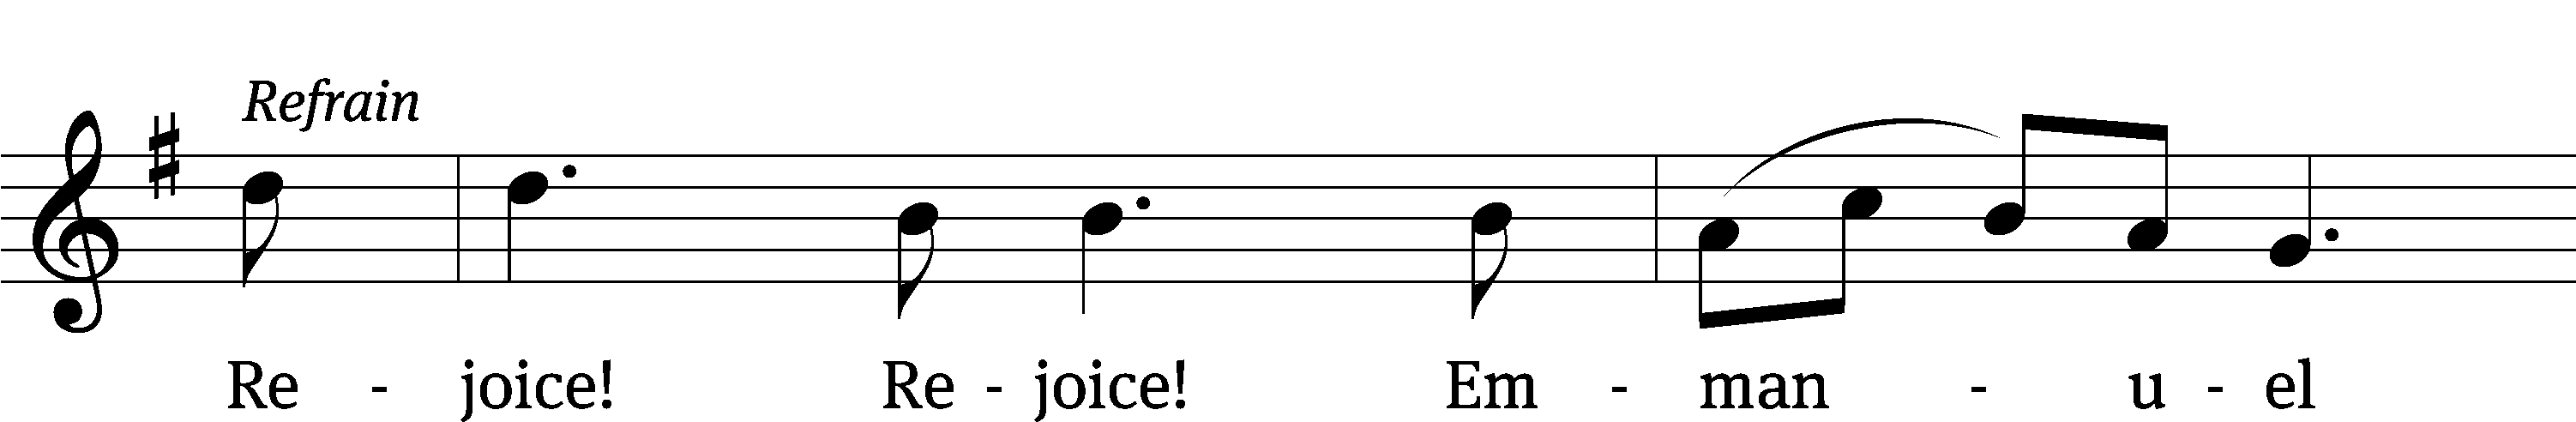 Refrain
Re - joice! Re - joice! Em - man - u - el